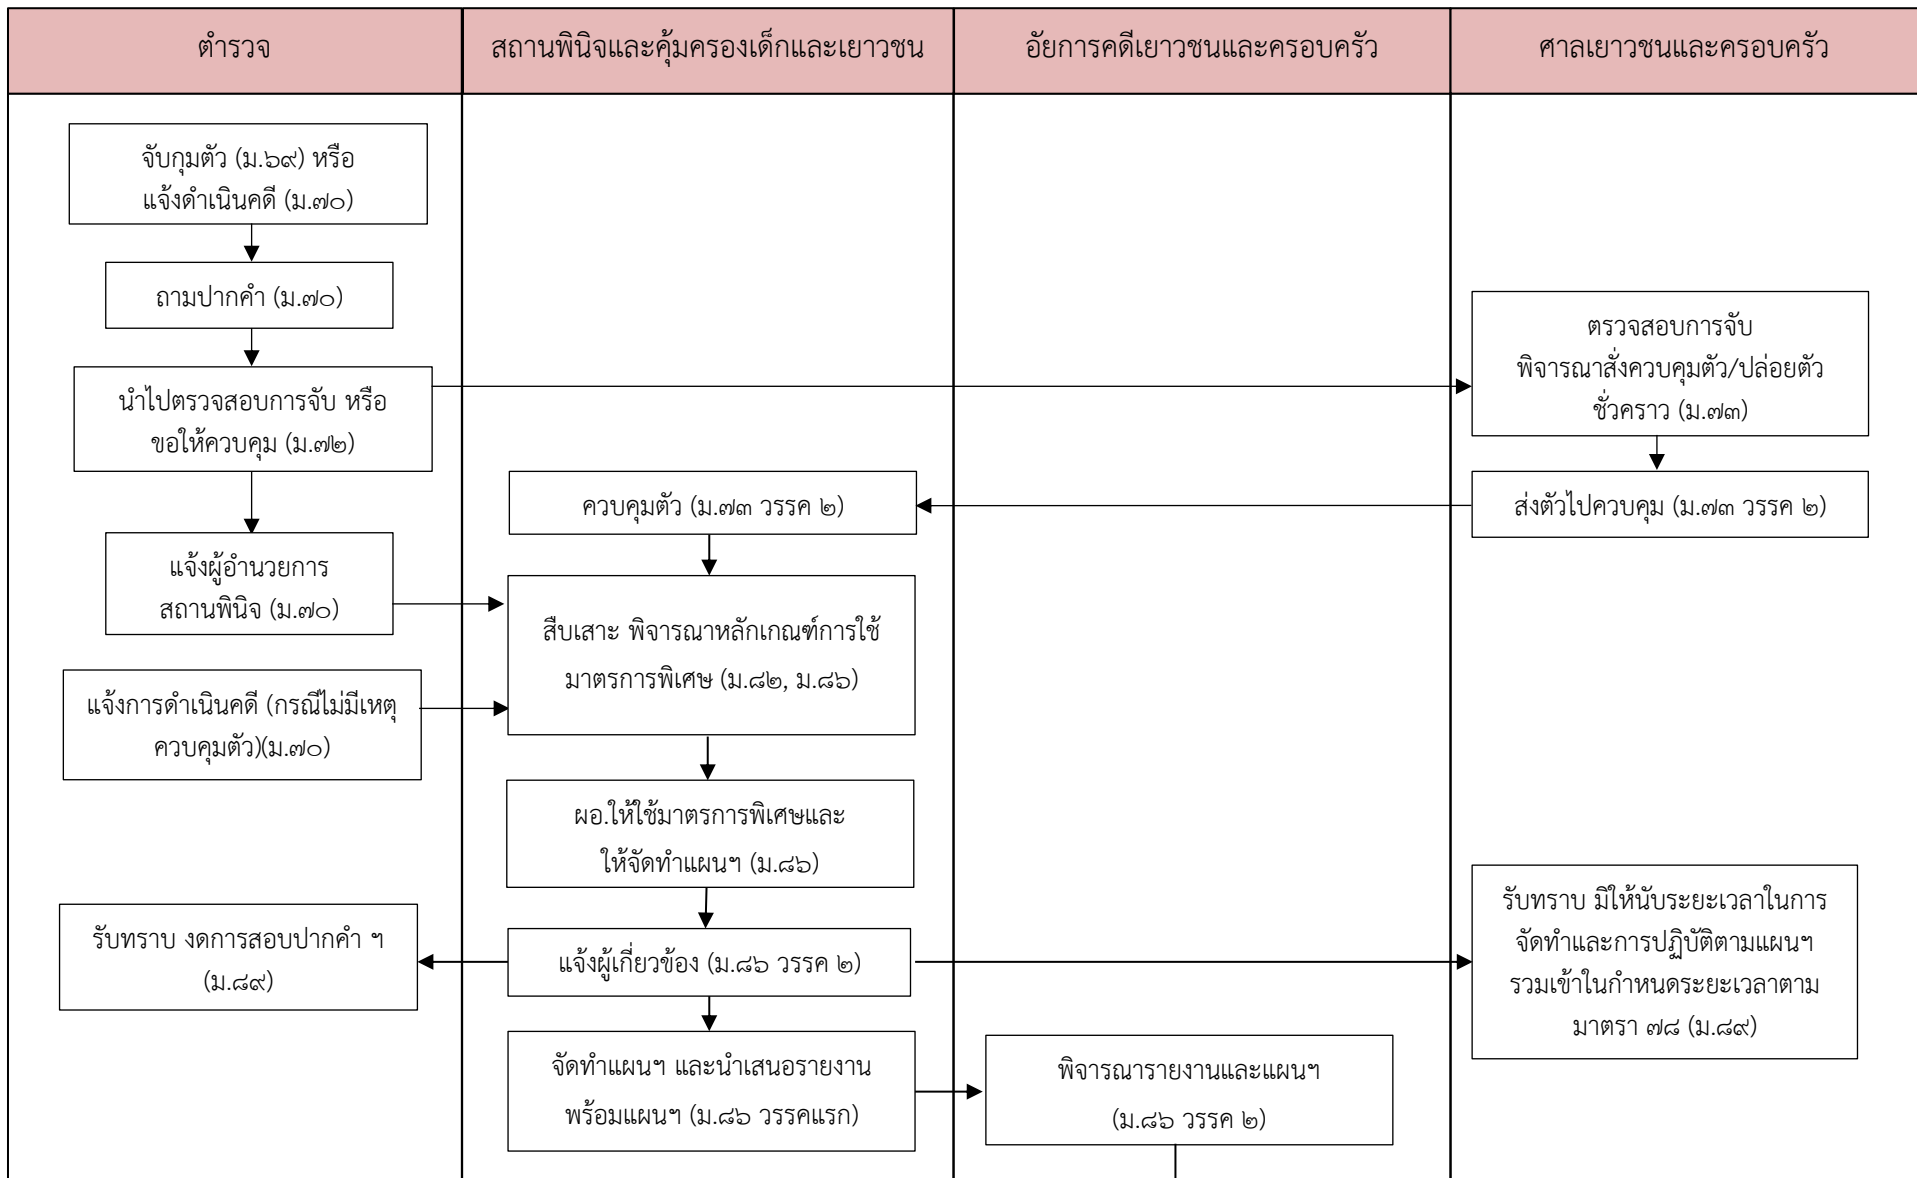 ตำรวจ
สถานพินิจและคุ้มครองเด็กและเยาวชน
อัยการคดีเยาวชนและครอบครัว
ศาลเยาวชนและครอบครัว
จับกุมตัว (ม.๖๙) หรือ
แจ้งดำเนินคดี (ม.๗๐)
ถามปากคำ (ม.๗๐)
นำไปตรวจสอบการจับ หรือ
ขอให้ควบคุม (ม.๗๒)
ตรวจสอบการจับ
พิจารณาสั่งควบคุมตัว/ปล่อยตัว
ชั่วคราว (ม.๗๓)
ควบคุมตัว (ม.๗๓ วรรค ๒)
ส่งตัวไปควบคุม (ม.๗๓ วรรค ๒)
แจ้งผู้อำนวยการ
สถานพินิจ (ม.๗๐)
สืบเสาะ พิจารณาหลักเกณฑ์การใช้
มาตรการพิเศษ (ม.๘๒, ม.๘๖)
แจ้งการดำเนินคดี (กรณีไม่มีเหตุ
ควบคุมตัว)(ม.๗๐)
ผอ.ให้ใช้มาตรการพิเศษและ
ให้จัดทำแผนฯ (ม.๘๖)
รับทราบ งดการสอบปากคำ ฯ
(ม.๘๙)
แจ้งผู้เกี่ยวข้อง (ม.๘๖ วรรค ๒)
รับทราบ มิให้นับระยะเวลาในการ
จัดทำและการปฏิบัติตามแผนฯ
รวมเข้าในกำหนดระยะเวลาตาม
มาตรา ๗๘ (ม.๘๙)
จัดทำแผนฯ และนำเสนอรายงาน
พร้อมแผนฯ (ม.๘๖ วรรคแรก)
พิจารณารายงานและแผนฯ
(ม.๘๖ วรรค ๒)